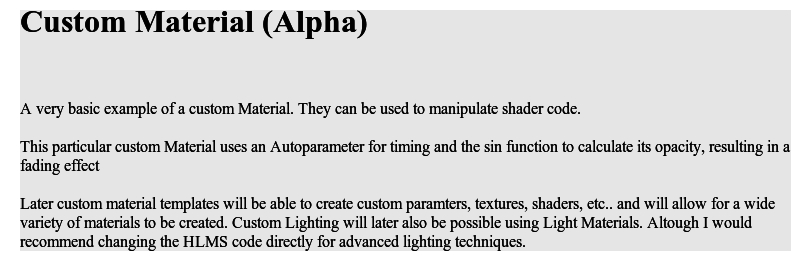 Custom Material (Alpha)
A very basic example of a custom Material. They can be used to manipulate shader code.
This particular custom Material uses an Autoparameter for timing and the sin function to calculate its opacity, resulting in a
fading effect
Later custom material templates will be able to create custom paramters, textures, shaders, etc.. and will allow for a wide
variety of materials to be created. Custom Lighting will later also be possible using Light Materials. Altough I would
recommend changing the HLMS code directly for advanced lighting techniques.